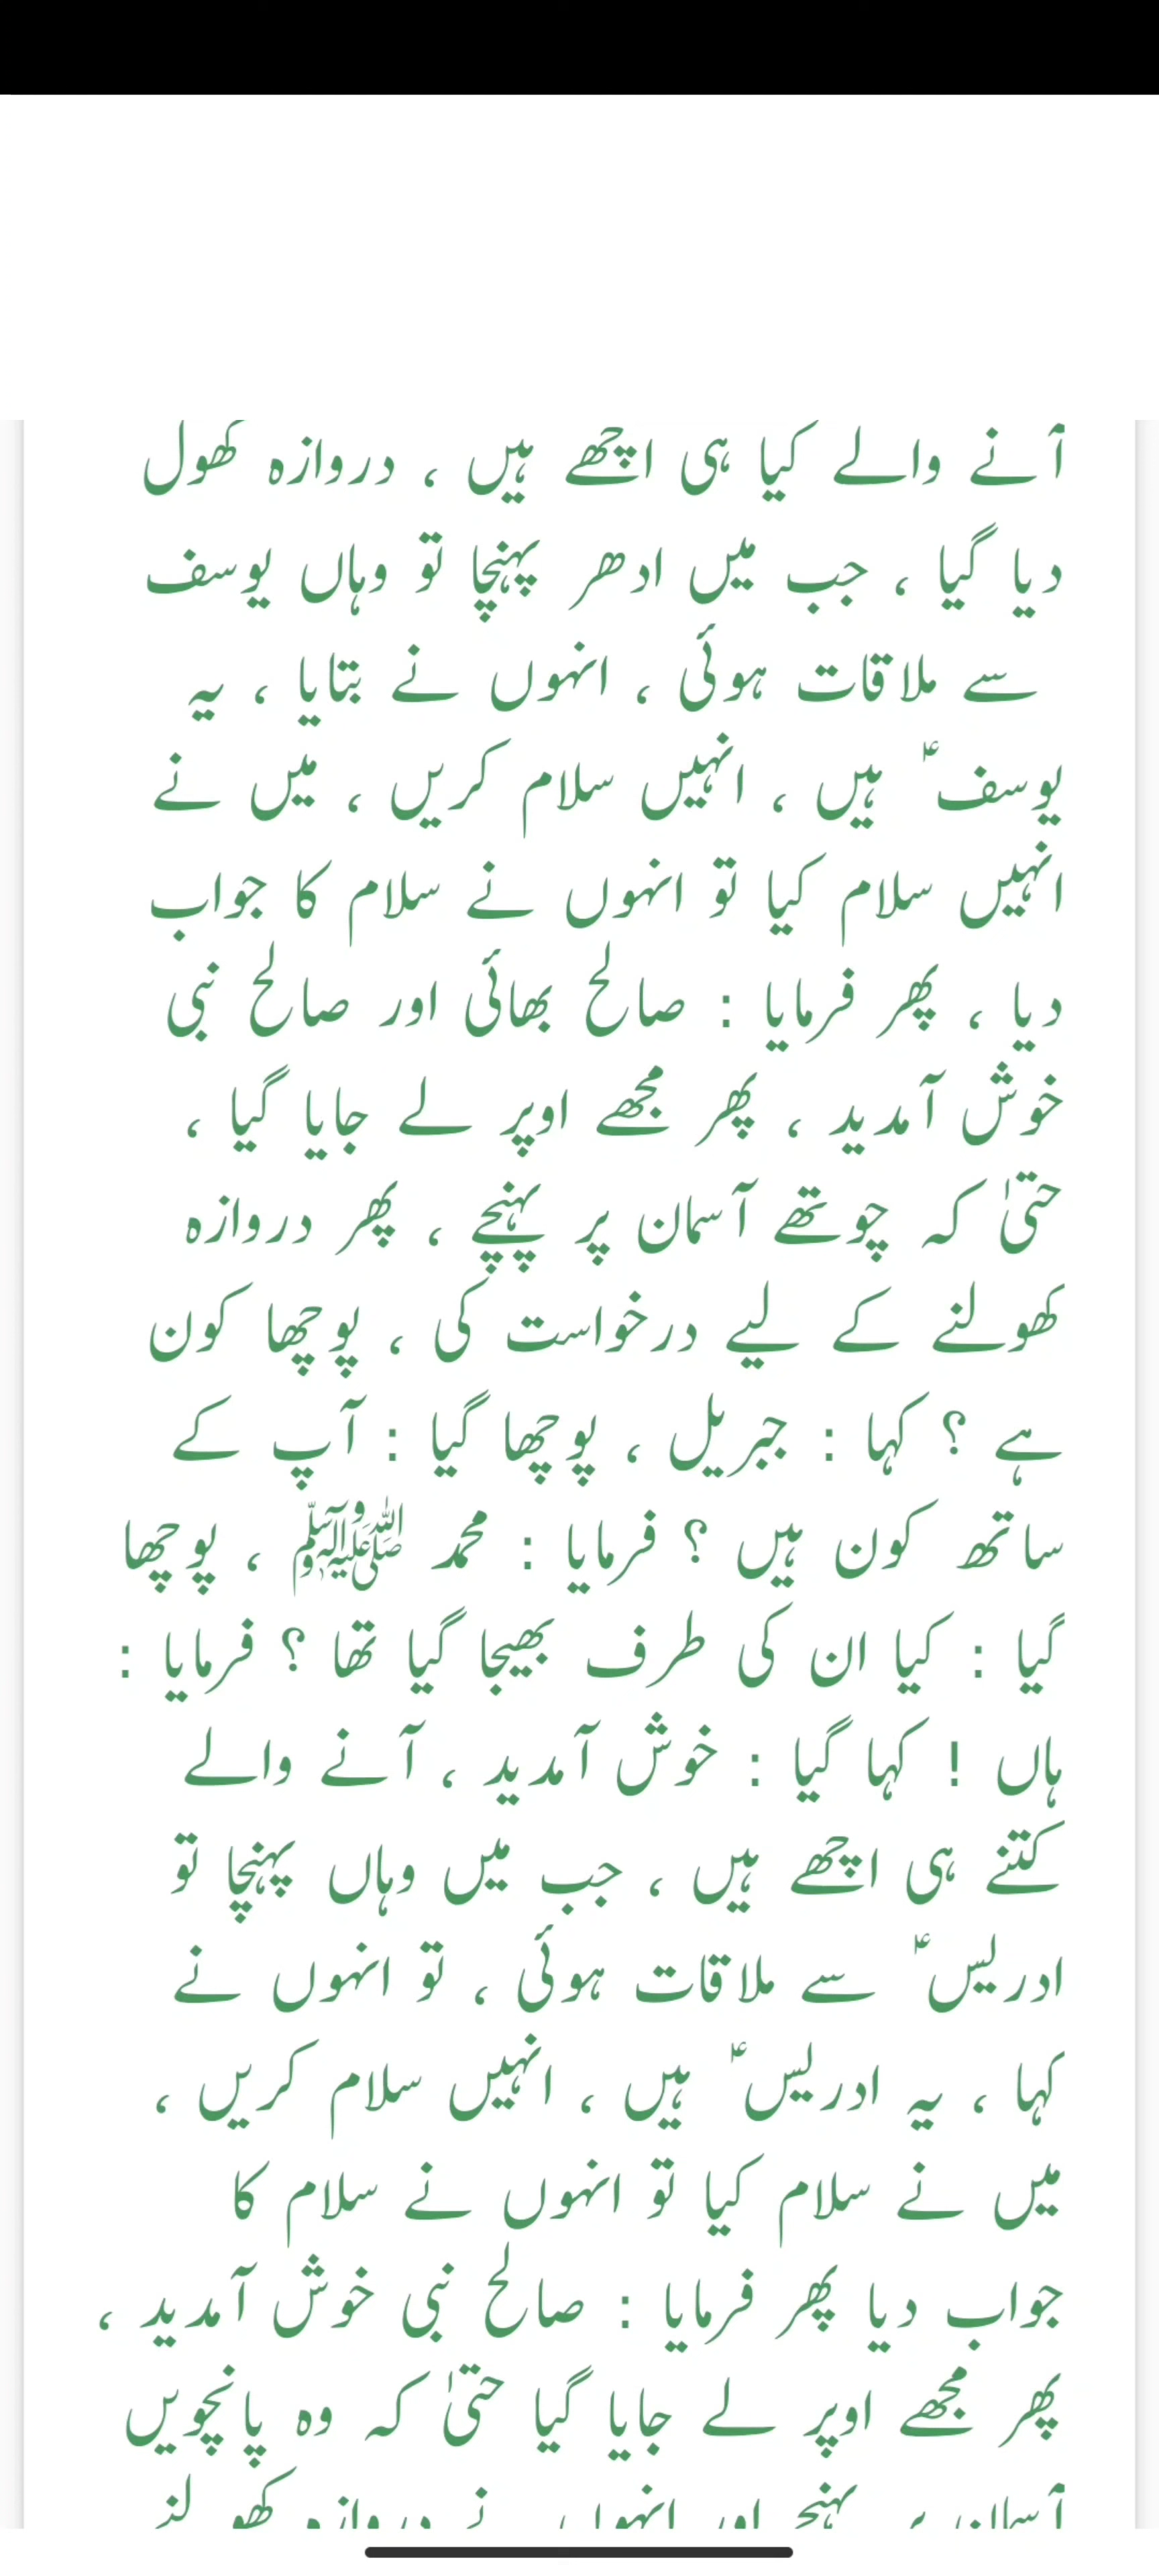 آنے والے کیا ہی اچھے ہیں ، دروازہ کھول
دیا گیا ، جب میں ادھر پہنچا تو وہاں یوسف
سے ملاقات ہوئی ، انہوں نے بتایا ، یہ
یوسف ؑ ہیں ، انہیں سلام کریں ، میں نے
انہیں سلام کیا تو انہوں نے سلام کا جواب
دیا ، پھر فرمایا : صالح بھائی اور صالح نبی
خوش آمدید ، پھر مجھے اوپر لے جایا گیا ،
حتیٰ کہ چوتھے آسمان پر پہنچے ، پھر دروازہ
کھولنے کے لیے درخواست کی ، پوچھا کون
ہے ؟ کہا : جبریل ، پوچھا گیا : آپ کے
ساتھ کون ہیں ؟ فرمایا : محمد ﷺ ، پوچھا
گیا : کیا ان کی طرف بھیجا گیا تھا ؟ فرمایا :
ہاں ! کہا گیا : خوش آمدید ، آنے والے
کتنے ہی اچھے ہیں ، جب میں وہاں پہنچا تو
ادریس ؑ سے ملاقات ہوئی ، تو انہوں نے
کہا ، یہ ادریس ؑ ہیں ، انہیں سلام کریں ،
میں نے سلام کیا تو انہوں نے سلام کا
جواب دیا پھر فرمایا : صالح نبی خوش آمدید ،
پھر مجھے اوپر لے جایا گیا حتیٰ کہ وہ پانچویں
آسمان پر پہنچے اور انہوں نے دروازہ کھولنے